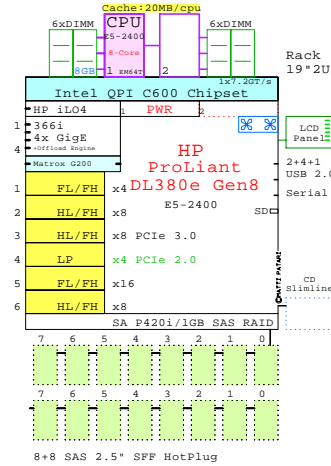 Cache:20MB/cpu
6xDIMM CPU 6xDIMM
E5-2400
8-Core
8GB 1 EM64T 2
Rack
19"2U
1x7.2GT/s
Intel QPI C600 Chipset
HP iLO4 1 PWR 2
1 366i
4 4x GigE
+Offload Engine
Matrox G200
LCD
Panel
HP
ProLiant
DL380e Gen8
E5-2400
2+4+1
USB 2.0
Serial
SD
1 FL/FH x4
2 HL/FH x8
3 HL/FH x8 PCIe 3.0
4 LP x4 PCIe 2.0
5 FL/FH x16
6 HL/FH x8
©MATTI PATARI
CD
Slimline
SA P420i/1GB SAS RAID
7 6 5 4 3 2 1 0
7 6 5 4 3 2 1 0
8+8 SAS 2.5" SFF HotPlug